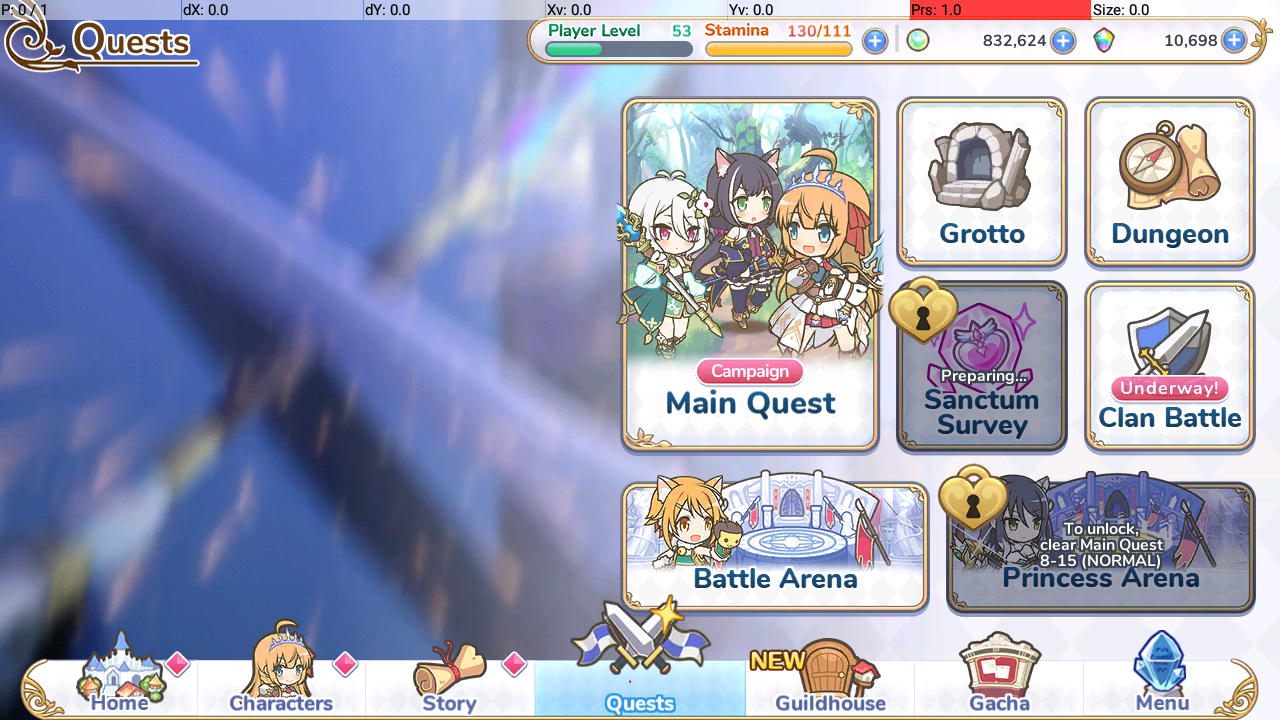 P: 0 / 1 dX: 0.0 dY: 0.0 Xv: 0.0 Yv: 0.0 Prs: 1.0 Size: 0.0
Quests
Player Level 53 Stamina 130/111 832,624 10,698
Campaign
Main Quest
Grotto
Dungeon
Preparing...
Sanctum
Survey
Underway!
Clan Battle
Battle Arena
To unlock,
clear Main Quest
8-15 (NORMAL)
Princess Arena
Home
Characters
Story
Quests
NEW
Guildhouse
Gacha
Menu